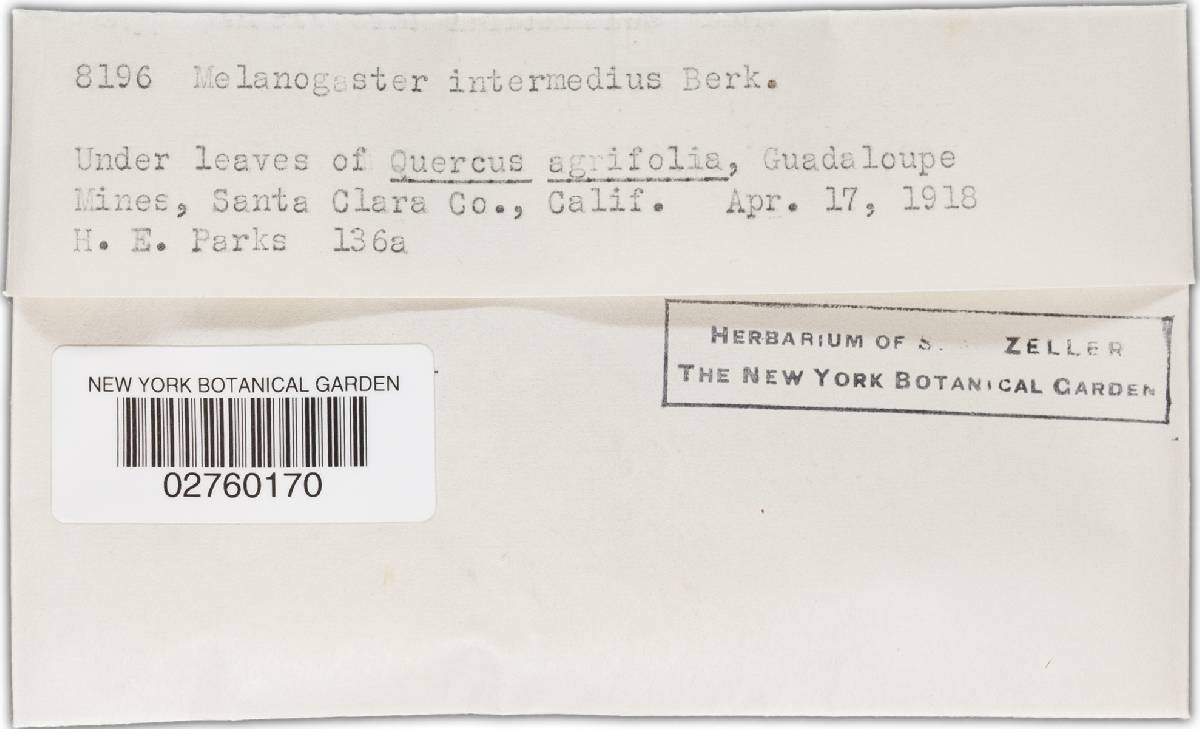 8196 Melanogaster intermedius Berk.
Under leaves of Quercus agrifolia, Guadaloupe
Mines, Santa Clara Co., Calif. Apr. 17, 1918
H. E. Parks 136a
HERBARIUM OF S. ZELLER
THE NEW YORK BOTANICAL GARDEN
NEW YORK BOTANICAL GARDEN
02760170